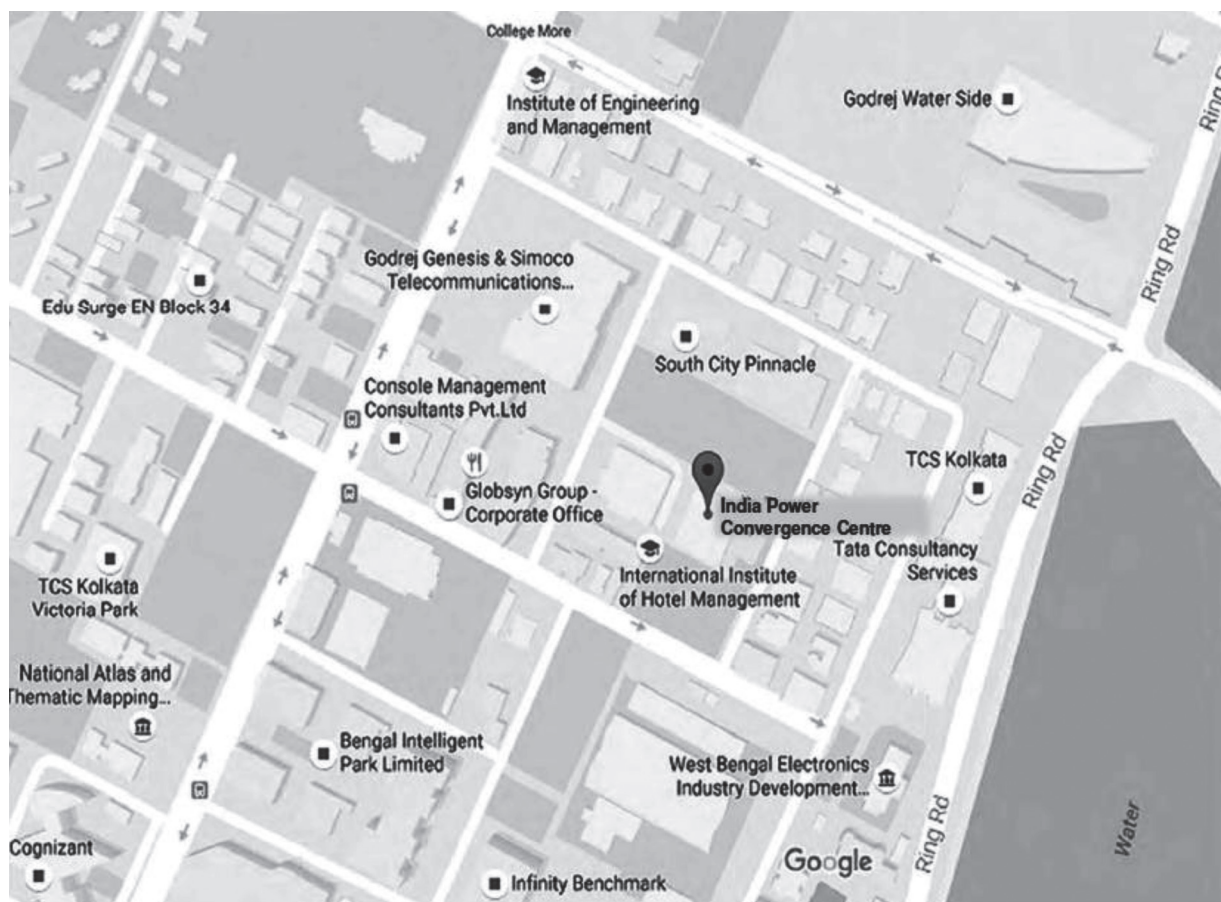 College More
Institute of Engineering
and Management
Godrej Water Side
Ring Rd
Ring Rd
Godrej Genesis & Simoco
Telecommunications...
Edu Surge EN Block 34
South City Pinnacle
Console Management
Consultants Pvt.Ltd
Ring Rd
TCS Kolkata
Globsyn Group -
Corporate Office
India Power
Convergence Centre
Tata Consultancy
Services
International Institute
of Hotel Management
TCS Kolkata
Victoria Park
National Atlas and
Thematic Mapping...
Bengal Intelligent
Park Limited
West Bengal Electronics
Industry Development...
Water
Ring Rd
Cognizant
Google
Infinity Benchmark